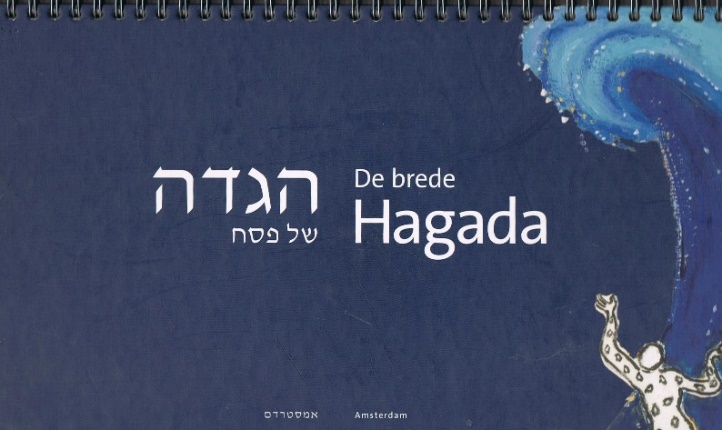 הגדה
של פסח
De brede
Hagada
אמסטרדם
Amsterdam